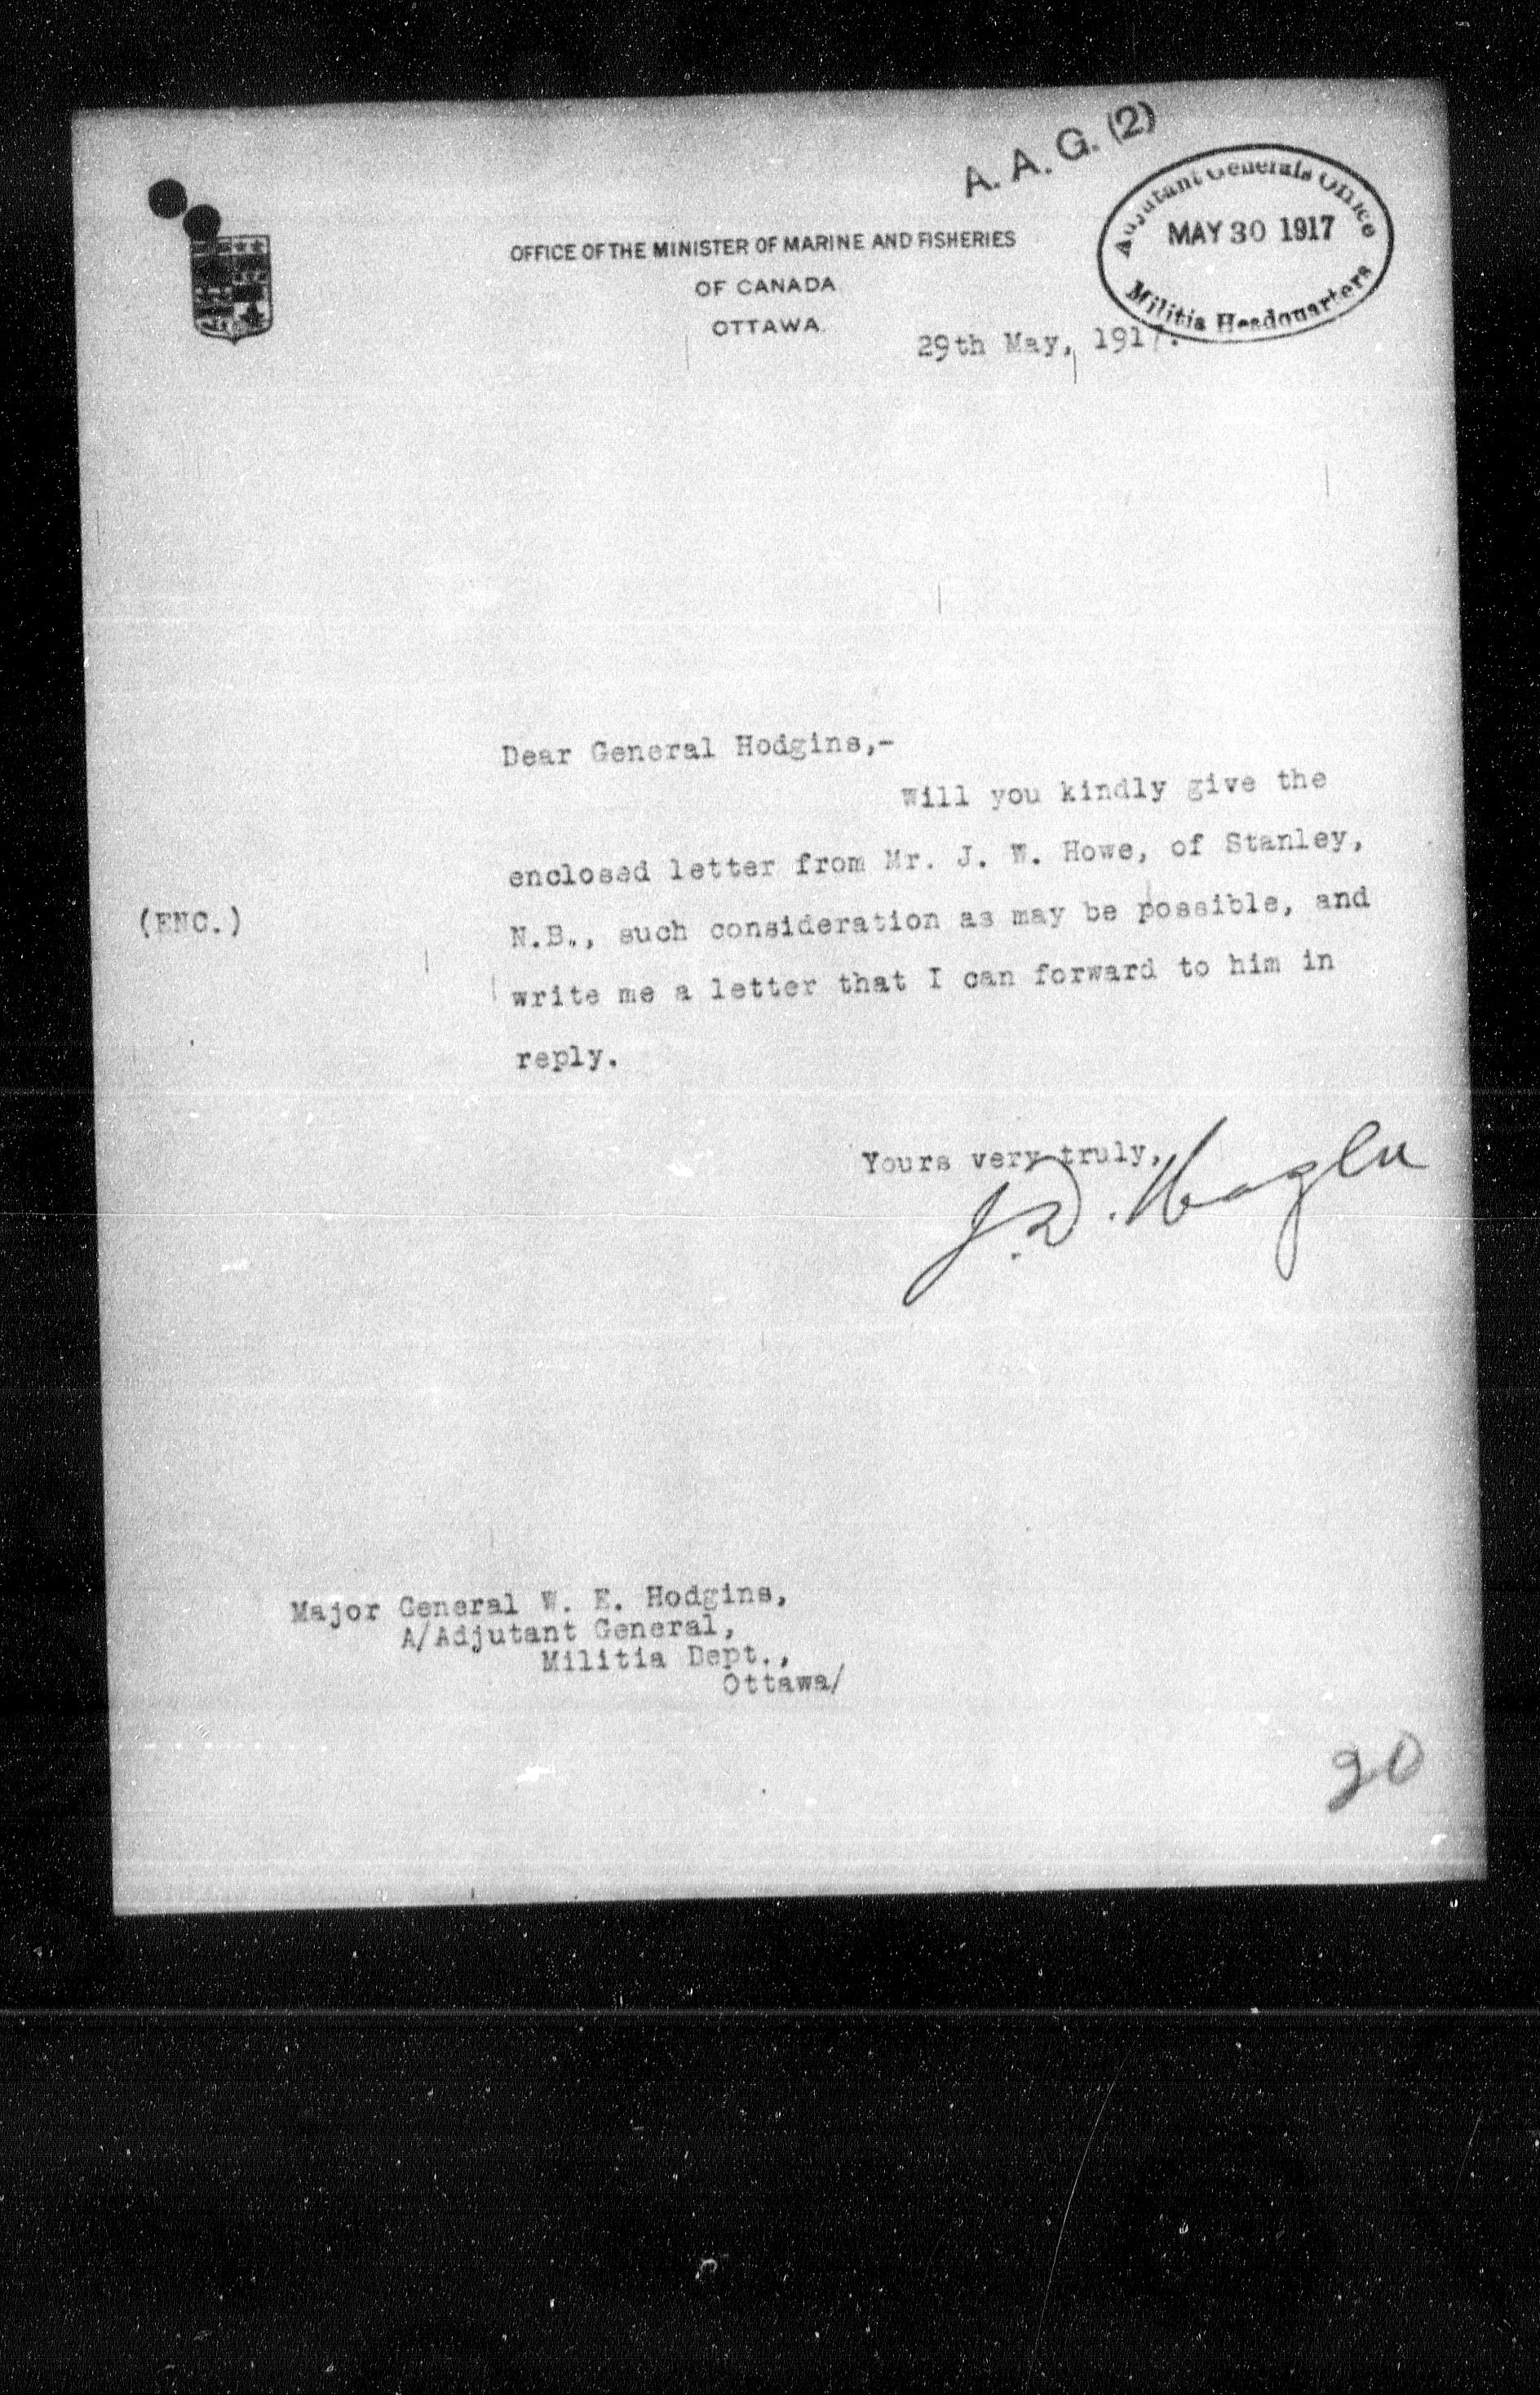 A. A. G. (2)
Adjutant Generals Office
MAY 30 1917
Militia Headquarters
OFFICE OF THE MINISTER OF MARINE AND FISHERIES
OF CANADA
OTTAWA
29th May, 1917.
Dear General Hodgins,-
Will you kindly give the
enclosed letter from Mr. J. W. Howe, of Stanley,
(ENC.)
N.B., such consideration as may be possible, and
write me a letter that I can forward to him in
reply.
Yours very truly,
J. D. Hazen
Major General W. E. Hodgins,
A/Adjutant General,
Militia Dept.,
Ottawa/
20